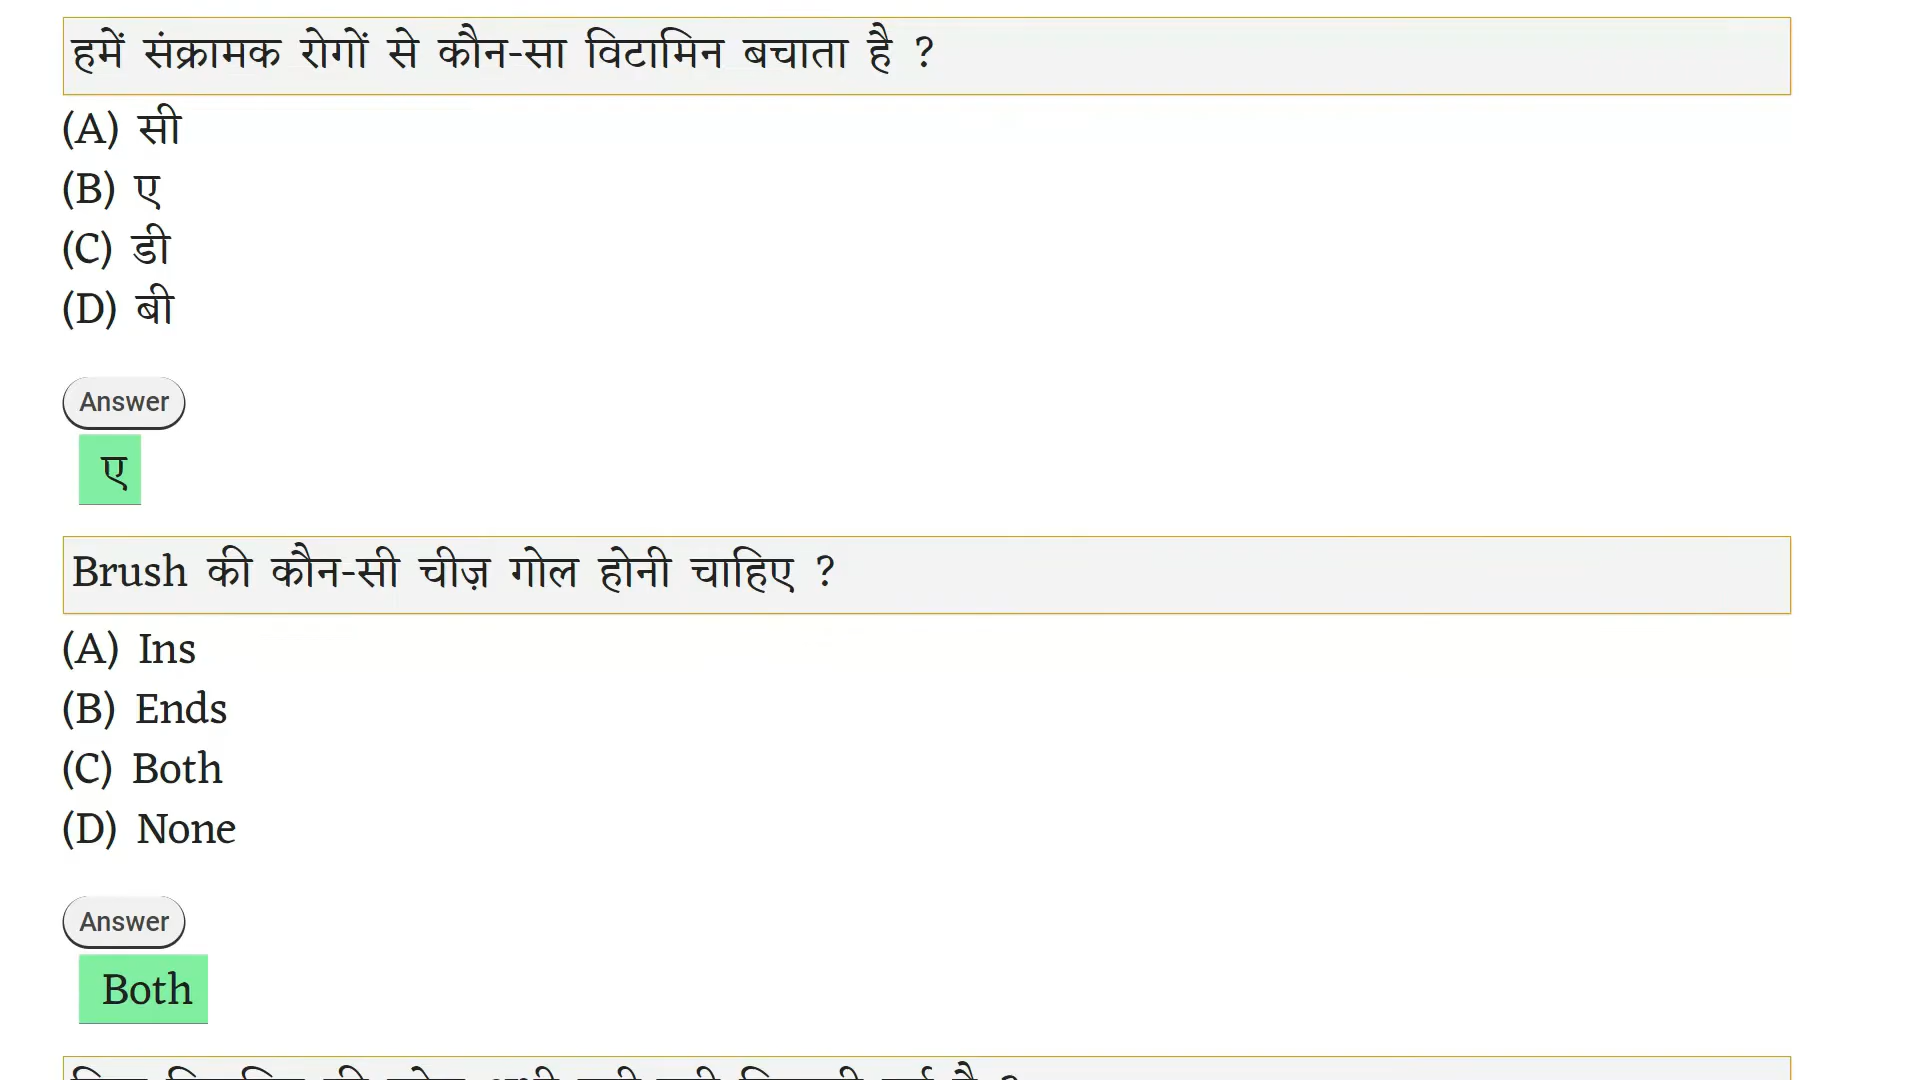 हमें संक्रामक रोगों से कौन-सा विटामिन बचाता है ?
(A) सी
(B) ए
(C) डी
(D) बी
Answer
ए
Brush की कौन-सी चीज़ गोल होनी चाहिए ?
(A) Ins
(B) Ends
(C) Both
(D) None
Answer
Both